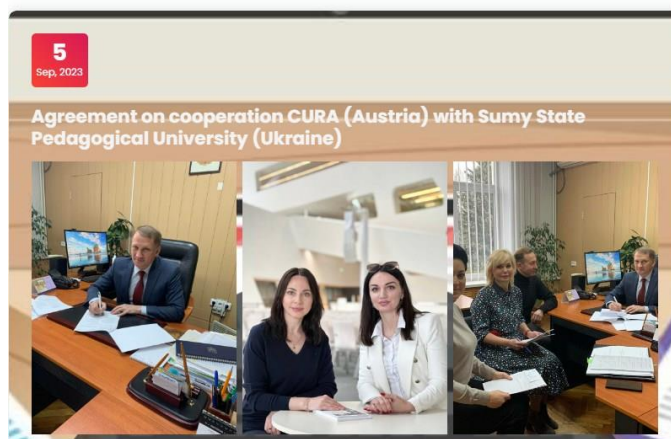 5
Sep, 2023
Agreement on cooperation CURA (Austria) with Sumy State
Pedagogical University (Ukraine)